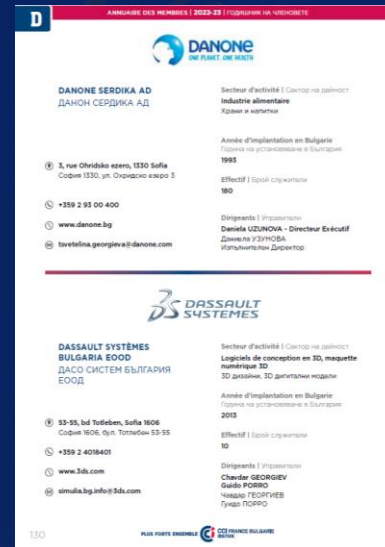 D
ANNUAIRE DES MEMBRES | 2022-23 | ГОДИШНИК НА ЧЛЕНОВЕТЕ
DANONE
ONE PLANET. ONE HEALTH
DANONE SERDIKA AD
ДАНОН СЕРДИКА АД
3, rue Ohridsko ezero, 1330 Sofia
София 1330, ул. Охридско езеро 3
+359 2 93 00 400
www.danone.bg
tsvetelina.georgieva@danone.com
Secteur d'activité | Сектор на дейност
Industrie alimentaire
Храни и напитки
Année d'implantation en Bulgarie
Година на установяване в България
1993
Effectif | Брой служители
180
Dirigeants | Управители
Daniela UZUNOVA - Directeur Exécutif
Даниела УЗУНОВА
Изпълнителен Директор
DASSAULT
SYSTEMES
DASSAULT SYSTÈMES
BULGARIA EOOD
ДАСО СИСТЕМ БЪЛГАРИЯ
ЕООД
53-55, bd Totleben, Sofia 1606
София 1606, бул. Тотлебен 53-55
+359 2 4018401
www.3ds.com
simulia.bg.info@3ds.com
Secteur d'activité | Сектор на дейност
Logiciels de conception en 3D, maquette
numérique 3D
3D дизайни, 3D дигитални модели
Année d'implantation en Bulgarie
Година на установяване в България
2013
Effectif | Брой служители
10
Dirigeants | Управители
Chavdar GEORGIEV
Guido PORRO
Чавдар ГЕОРГИЕВ
Гуидо ПОРРО
130
PLUS FORTS ENSEMBLE
CCI FRANCE BULGARIE